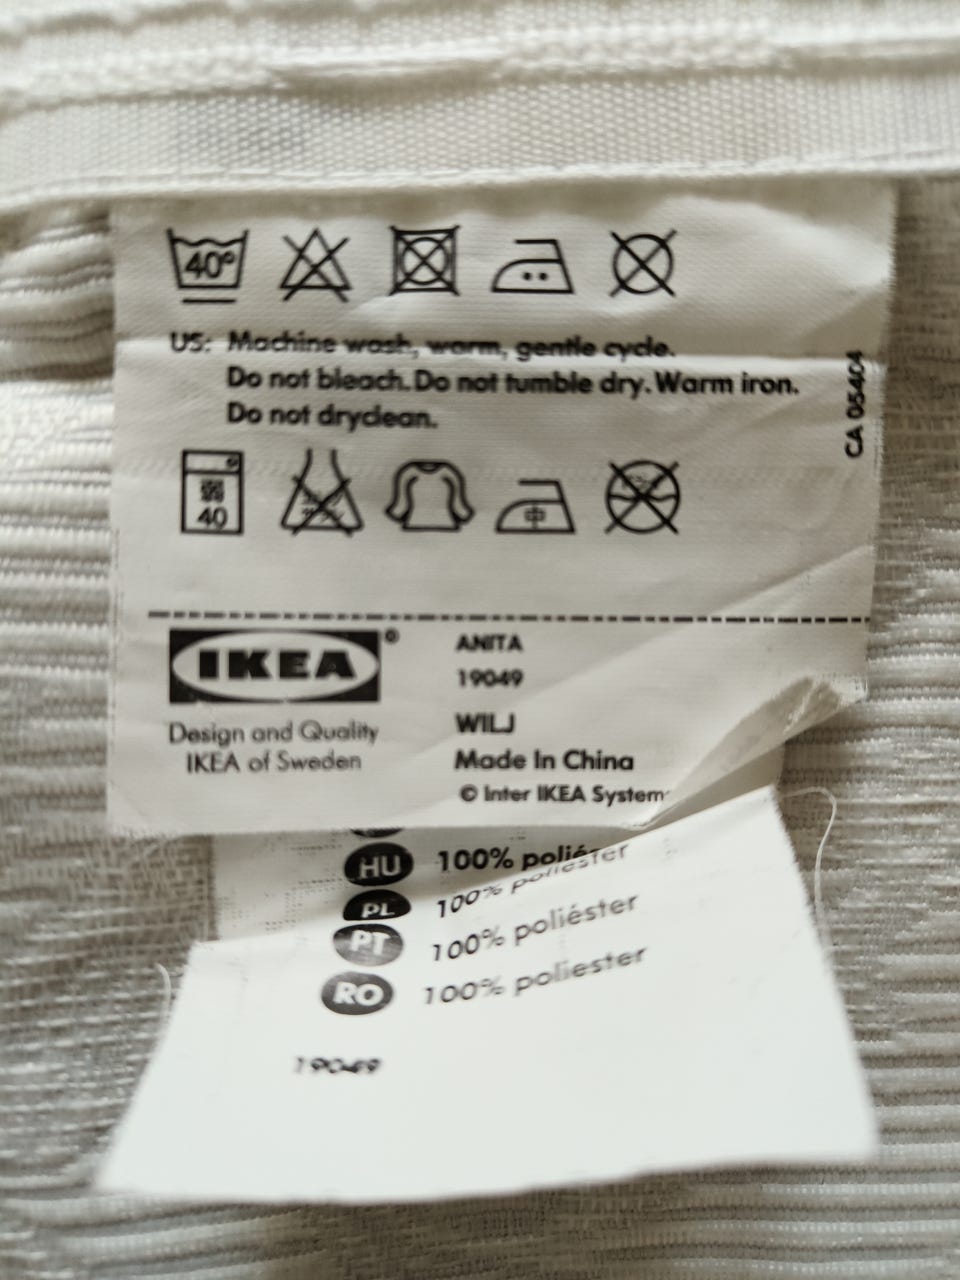 40°
US: Machine wash, warm, gentle cycle.
Do not bleach. Do not tumble dry. Warm iron.
Do not dryclean.
CA 05404
40
中
IKEA®
Design and Quality
IKEA of Sweden
ANITA
19049
WILJ
Made In China
© Inter IKEA System
HU 100% poliészter
PL 100% poliester
PT 100% poliéster
RO 100% poliester
19049